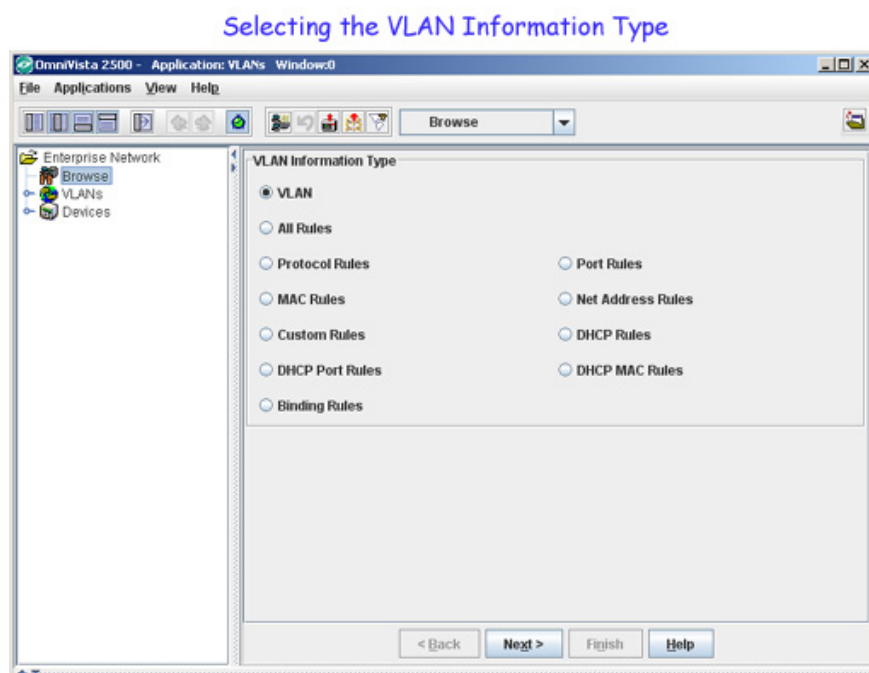 Selecting the VLAN Information Type
OmniVista 2500 - Application: VLANs Window:0
File Applications View Help
Browse
Enterprise Network
Browse
VLANs
Devices
VLAN Information Type
VLAN
All Rules
Protocol Rules Port Rules
MAC Rules Net Address Rules
Custom Rules DHCP Rules
DHCP Port Rules DHCP MAC Rules
Binding Rules
< Back Next > Finish Help